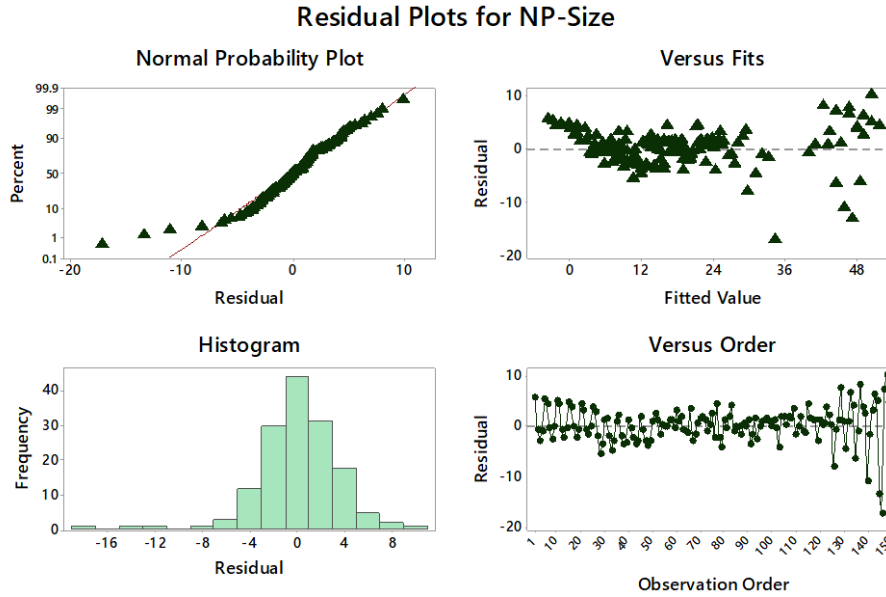 Residual Plots for NP-Size
Normal Probability Plot
99.9
99
90
50
10
1
0.1
Percent
-20 -10 0 10
Residual
Versus Fits
10
0
-10
-20
Residual
0 12 24 36 48
Fitted Value
Histogram
40
30
20
10
0
Frequency
-16 -12 -8 -4 0 4 8
Residual
Versus Order
10
0
-10
-20
Residual
1 10 20 30 40 50 60 70 80 90 100 110 120 130 140 150
Observation Order